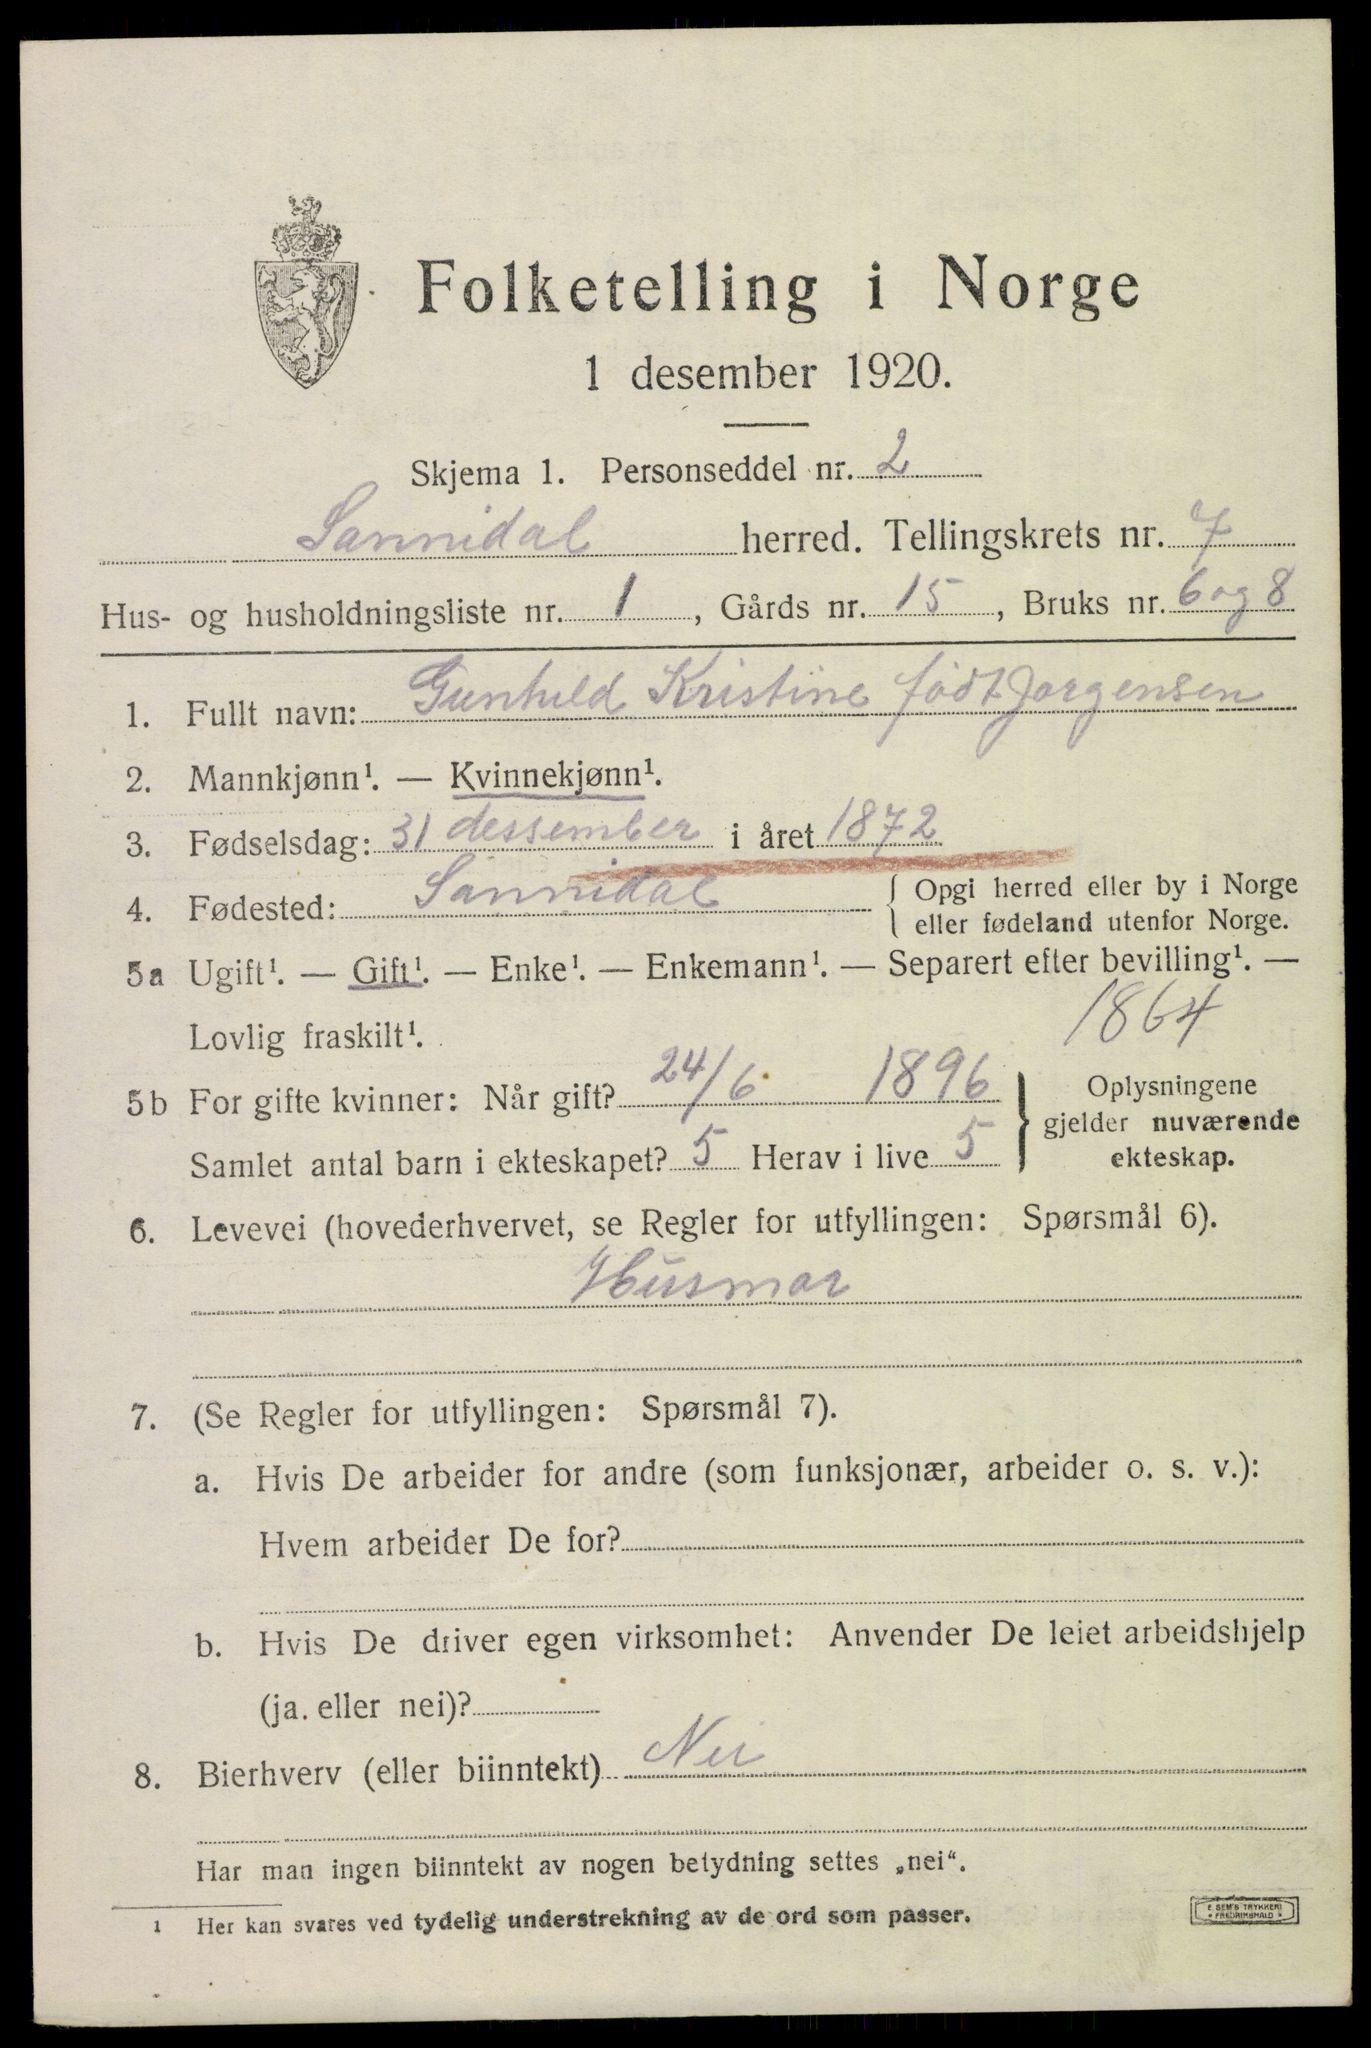 Folketelling i Norge
1 desember 1920.
Skjema 1. Personseddel nr. 2
Sannidal herred. Tellingskrets nr. 7
Hus- og husholdningsliste nr. 1, Gårds nr. 15, Bruks nr. 6 og 8
1. Fullt navn: Gunhild Kristine født Jorgensen
2. Mannkjønn¹. — Kvinnekjønn¹.
3. Fødselsdag: 31 dessember i året 1872
4. Fødested: Sannidal { Opgi herred eller by i Norge
eller fødeland utenfor Norge.
5a Ugift¹. — Gift¹. — Enke¹. — Enkemann¹. — Separert efter bevilling¹. —
Lovlig fraskilt¹. 1864
5b For gifte kvinner: Når gift? 24/6 1896 } Oplysningene
gjelder nuværende
Samlet antal barn i ekteskapet? 5 Herav i live 5 ekteskap.
6. Levevei (hovederhvervet, se Regler for utfyllingen: Spørsmål 6).
Husmor
7. (Se Regler for utfyllingen: Spørsmål 7).
a. Hvis De arbeider for andre (som funksjonær, arbeider o. s. v.):
Hvem arbeider De for?
b. Hvis De driver egen virksomhet: Anvender De leiet arbeidshjelp
(ja. eller nei)?
8. Bierhverv (eller biinntekt) Nei
Har man ingen biinntekt av nogen betydning settes „nei“.
1 Her kan svares ved tydelig understrekning av de ord som passer.
E. SEM'S TRYKKERI
* FREDRIKSHALD *